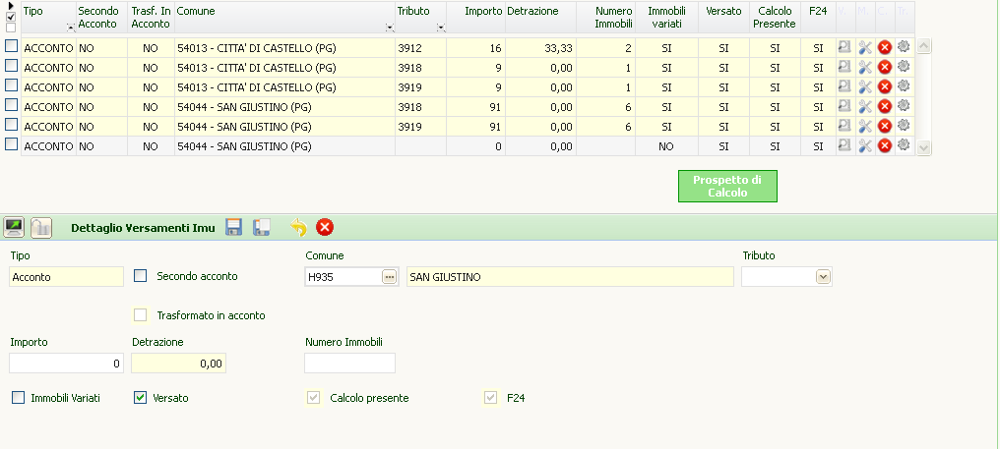 Tipo Secondo Acconto Trasf. In Acconto Comune Tributo Importo Detrazione Numero Immobili Immobili variati Versato Calcolo Presente F24 V. M. C. Tr.
ACCONTO NO NO 54013 - CITTA' DI CASTELLO (PG) 3912 16 33,33 2 SI SI SI SI
ACCONTO NO NO 54013 - CITTA' DI CASTELLO (PG) 3918 9 0,00 1 SI SI SI SI
ACCONTO NO NO 54013 - CITTA' DI CASTELLO (PG) 3919 9 0,00 1 SI SI SI SI
ACCONTO NO NO 54044 - SAN GIUSTINO (PG) 3918 91 0,00 6 SI SI SI SI
ACCONTO NO NO 54044 - SAN GIUSTINO (PG) 3919 91 0,00 6 SI SI SI SI
ACCONTO NO NO 54044 - SAN GIUSTINO (PG) 0 0,00 NO SI SI SI
Prospetto di
Calcolo
Dettaglio Versamenti Imu
Tipo Comune Tributo
Acconto Secondo acconto H935 SAN GIUSTINO
Trasformato in acconto
Importo Detrazione Numero Immobili
0 0,00
Immobili Variati Versato Calcolo presente F24